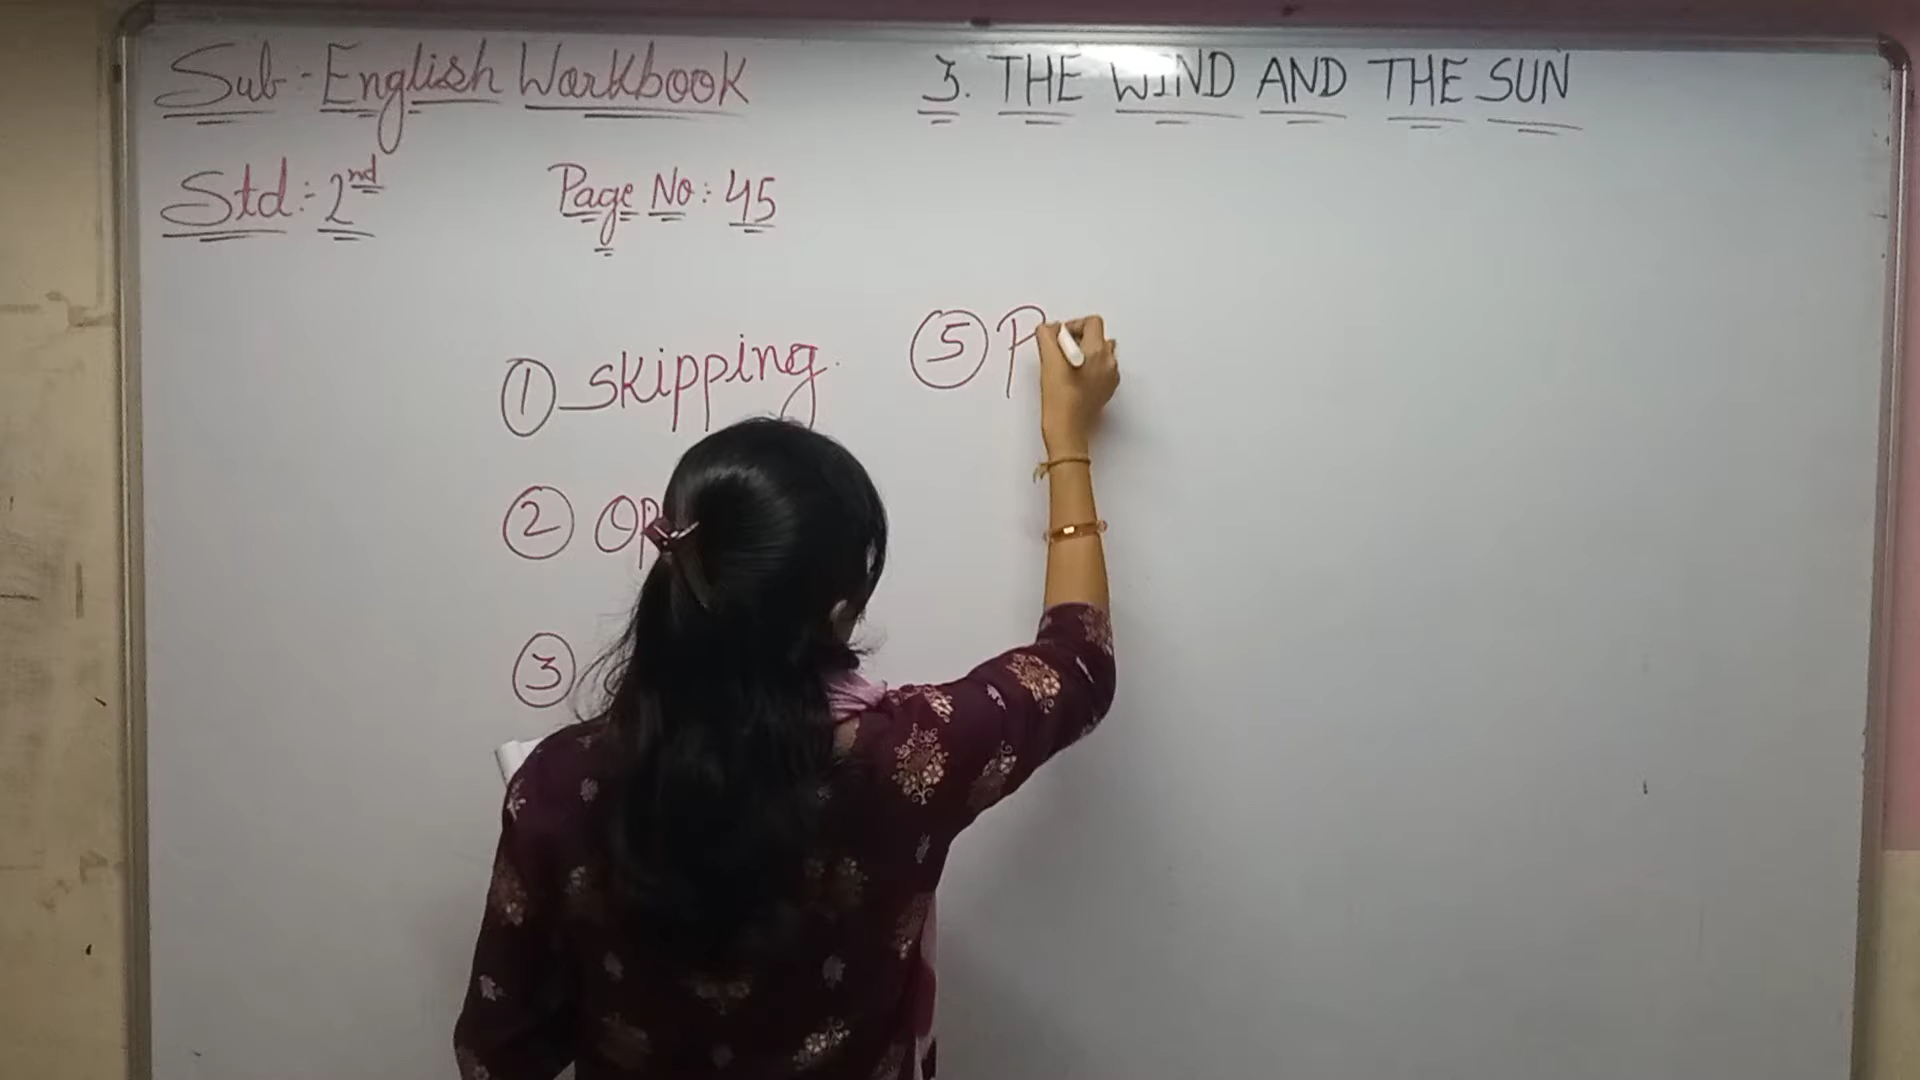 Sub:- English Workbook
3. THE WIND AND THE SUN
Std:- 2nd
Page No: 45
① skipping.
②
③
⑤